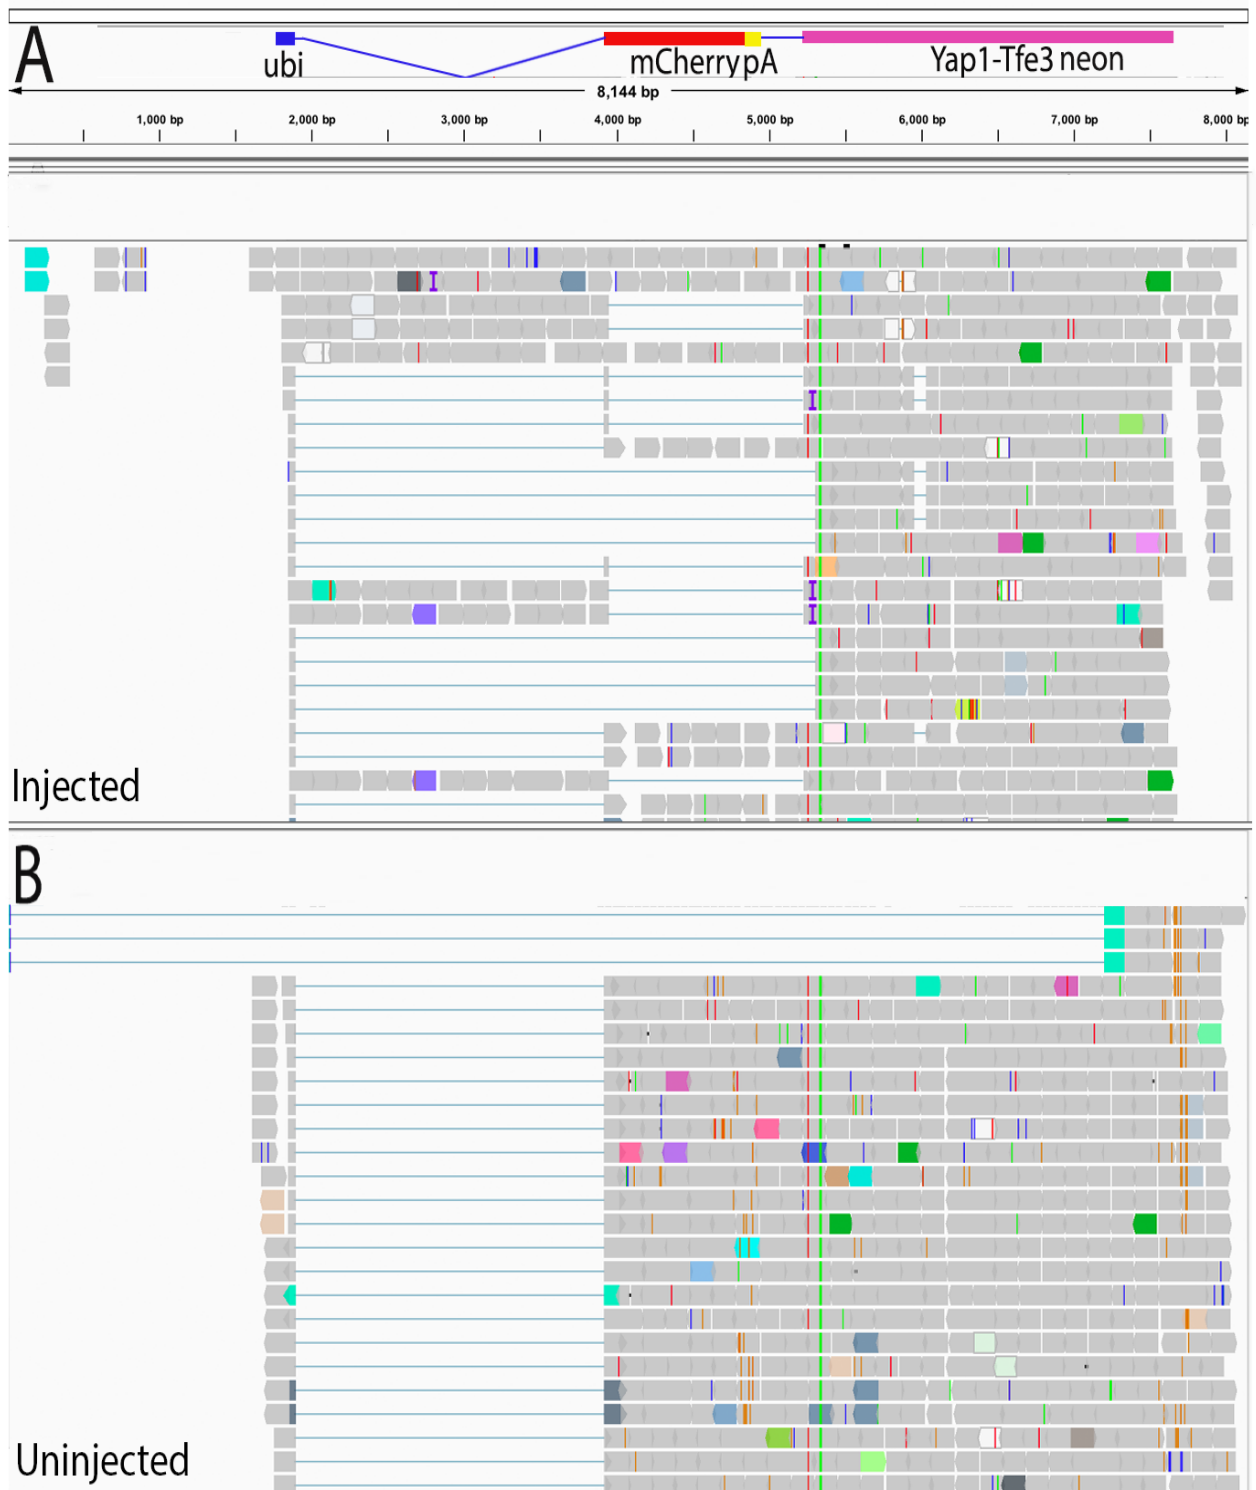 A
ubi
mCherry pA
Yap1-Tfe3 neon
8,144 bp
1,000 bp
2,000 bp
3,000 bp
4,000 bp
5,000 bp
6,000 bp
7,000 bp
8,000 bp
Injected
B
Uninjected